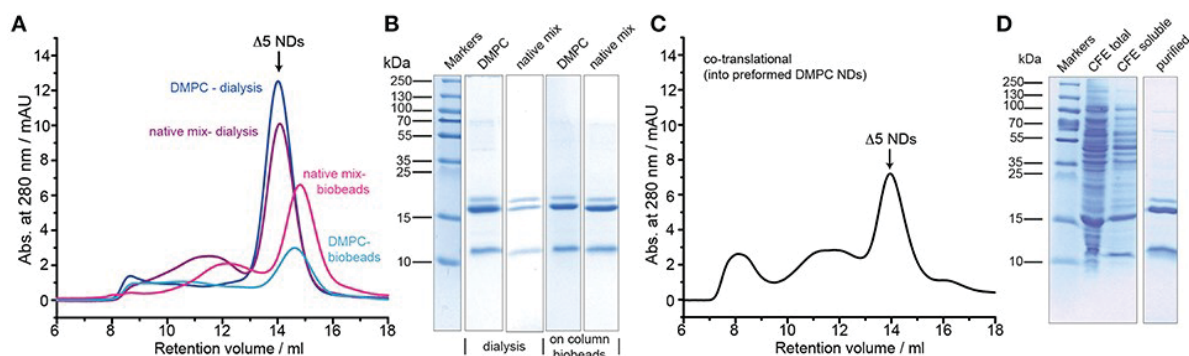 A
Δ5 NDs
DMPC - dialysis
native mix- dialysis
native mix-
biobeads
DMPC-
biobeads
Abs. at 280 nm / mAU
14
12
10
8
6
4
2
0
6 8 10 12 14 16 18
Retention volume / ml
B
kDa
Markers
DMPC
native mix
DMPC
native mix
250
130
100
70
55
35
25
15
10
dialysis
on column
biobeads
C
co-translational
(into preformed DMPC NDs)
Δ5 NDs
Abs. at 280 nm / mAU
14
12
10
8
6
4
2
0
6 8 10 12 14 16 18
Retention volume / ml
D
kDa
Markers
CFE total
CFE soluble
purified
250
130
100
70
55
35
25
15
10